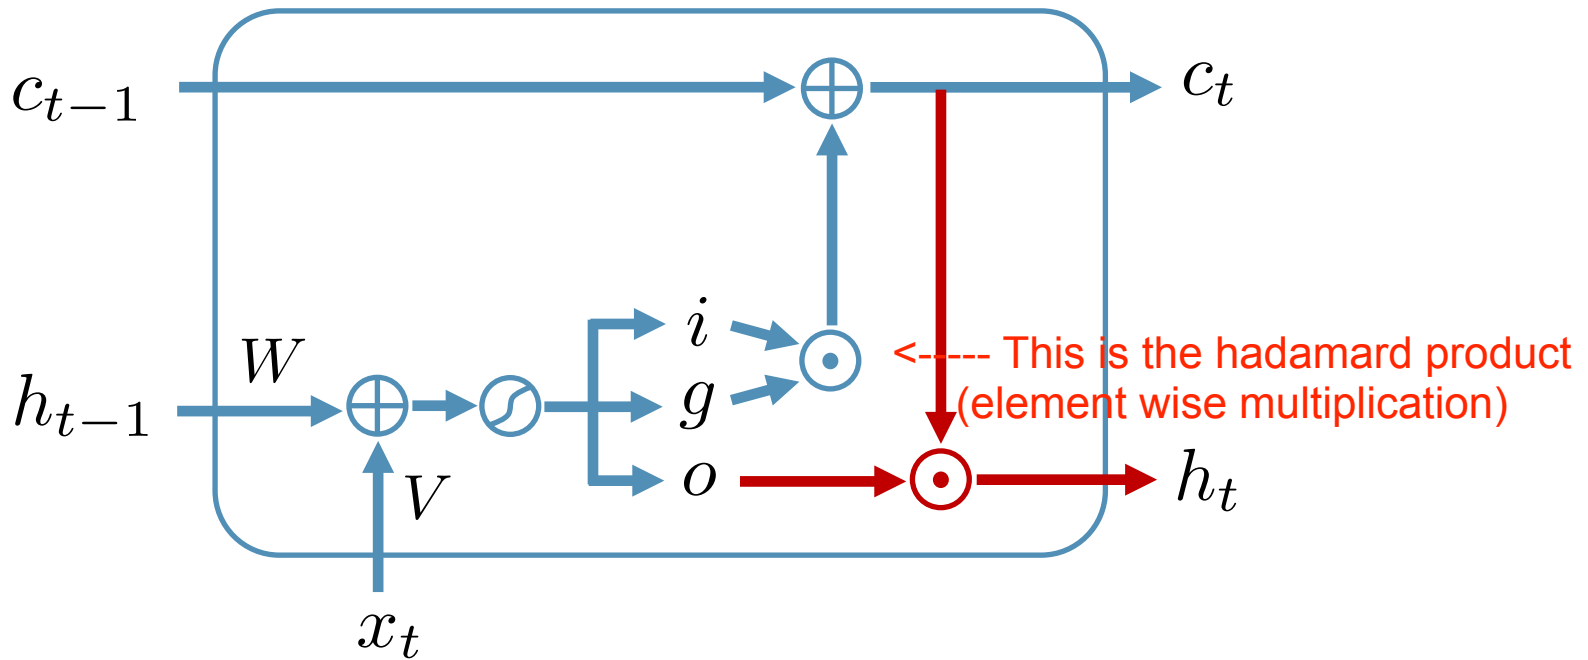 c_{t-1}
c_t
i
<----- This is the hadamard product
W
g
(element wise multiplication)
h_{t-1}
o
V
h_t
x_t